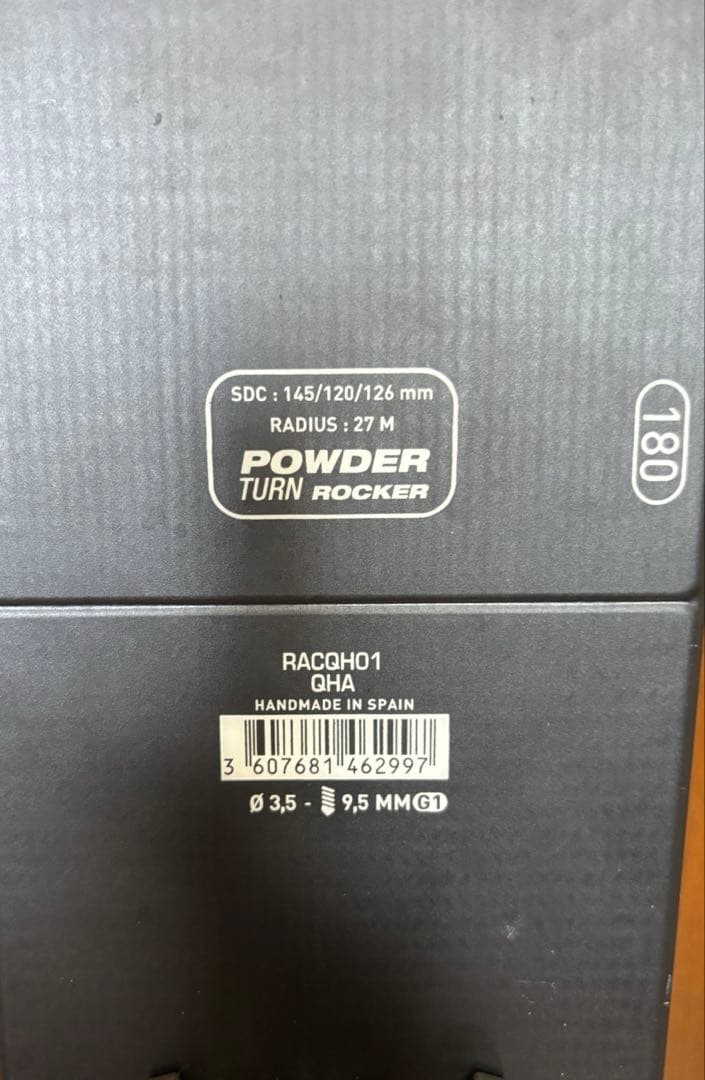 SDC : 145/120/126 mm
RADIUS : 27 M
POWDER
TURN ROCKER
180
RACQH01
QHA
HANDMADE IN SPAIN
3 607681 462997
Ø 3,5 - 9,5 MM G1